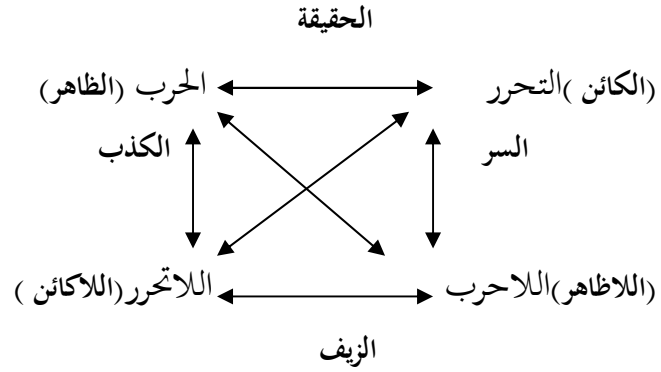 الحقيقة
(الكائن )التحرر الحرب (الظاهر)
السر الكذب
(اللاظاهر)اللاحرب اللاتحرر(اللاكائن )
الزيف